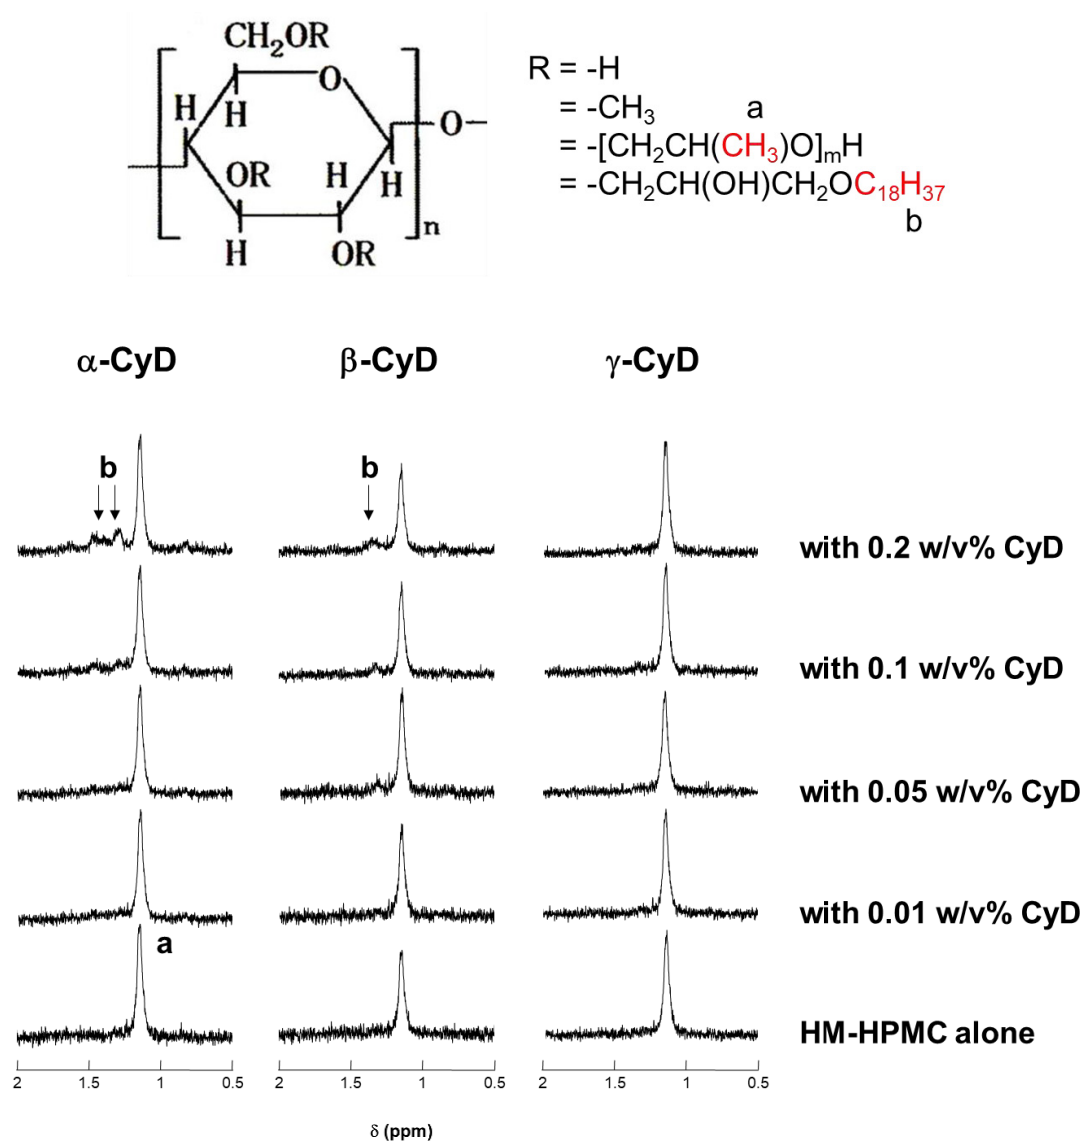 CH₂OR
O
H
H
O
OR
H
H
H
OR
n
R = -H
= -CH₃
a
= -[CH₂CH(CH₃)O]ₘH
= -CH₂CH(OH)CH₂OC₁₈H₃₇
b
α-CyD
β-CyD
γ-CyD
b
b
with 0.2 w/v% CyD
with 0.1 w/v% CyD
with 0.05 w/v% CyD
with 0.01 w/v% CyD
a
HM-HPMC alone
2 1.5 1 0.5
2 1.5 1 0.5
2 1.5 1 0.5
δ (ppm)